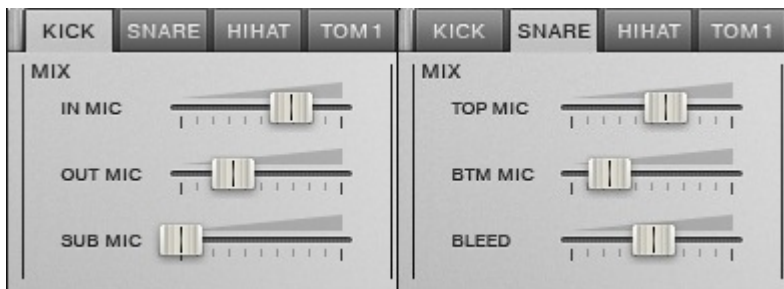 KICK SNARE HIHAT TOM 1
MIX
IN MIC
OUT MIC
SUB MIC
KICK SNARE HIHAT TOM 1
MIX
TOP MIC
BTM MIC
BLEED